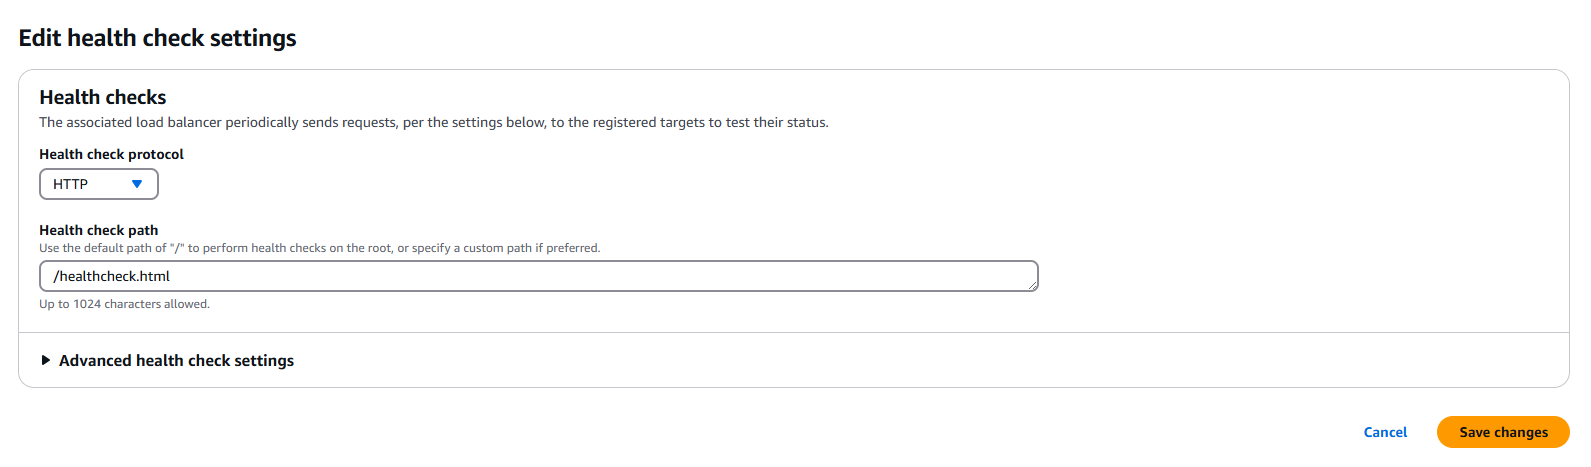 Edit health check settings
Health checks
The associated load balancer periodically sends requests, per the settings below, to the registered targets to test their status.
Health check protocol
HTTP
Health check path
Use the default path of "/" to perform health checks on the root, or specify a custom path if preferred.
/healthcheck.html
Up to 1024 characters allowed.
Advanced health check settings
Cancel
Save changes